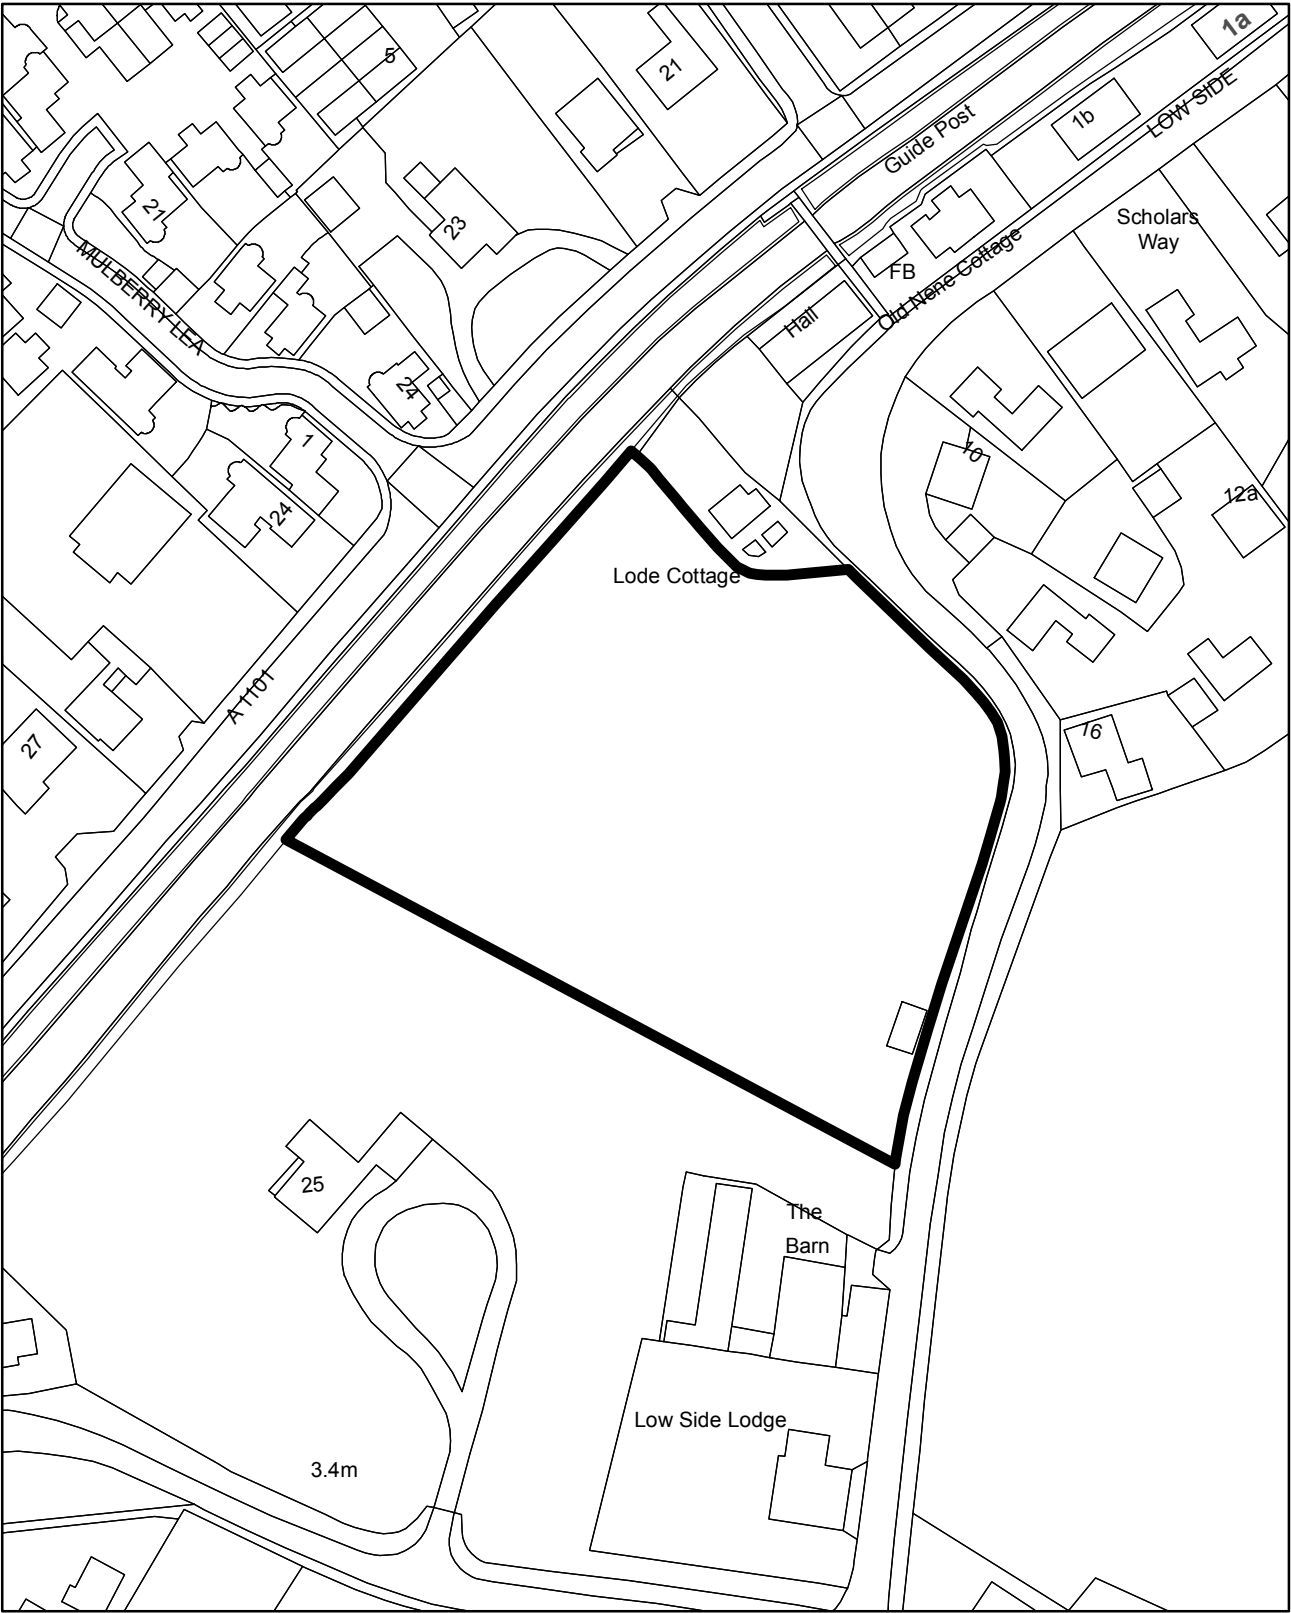 5
21
1a
1b
LOW SIDE
Guide Post
21
23
Scholars
Way
MULBERRY LEA
FB
Old Nene Cottage
Hall
24
1
10
24
12a
Lode Cottage
A 1101
27
16
25
The
Barn
Low Side Lodge
3.4m